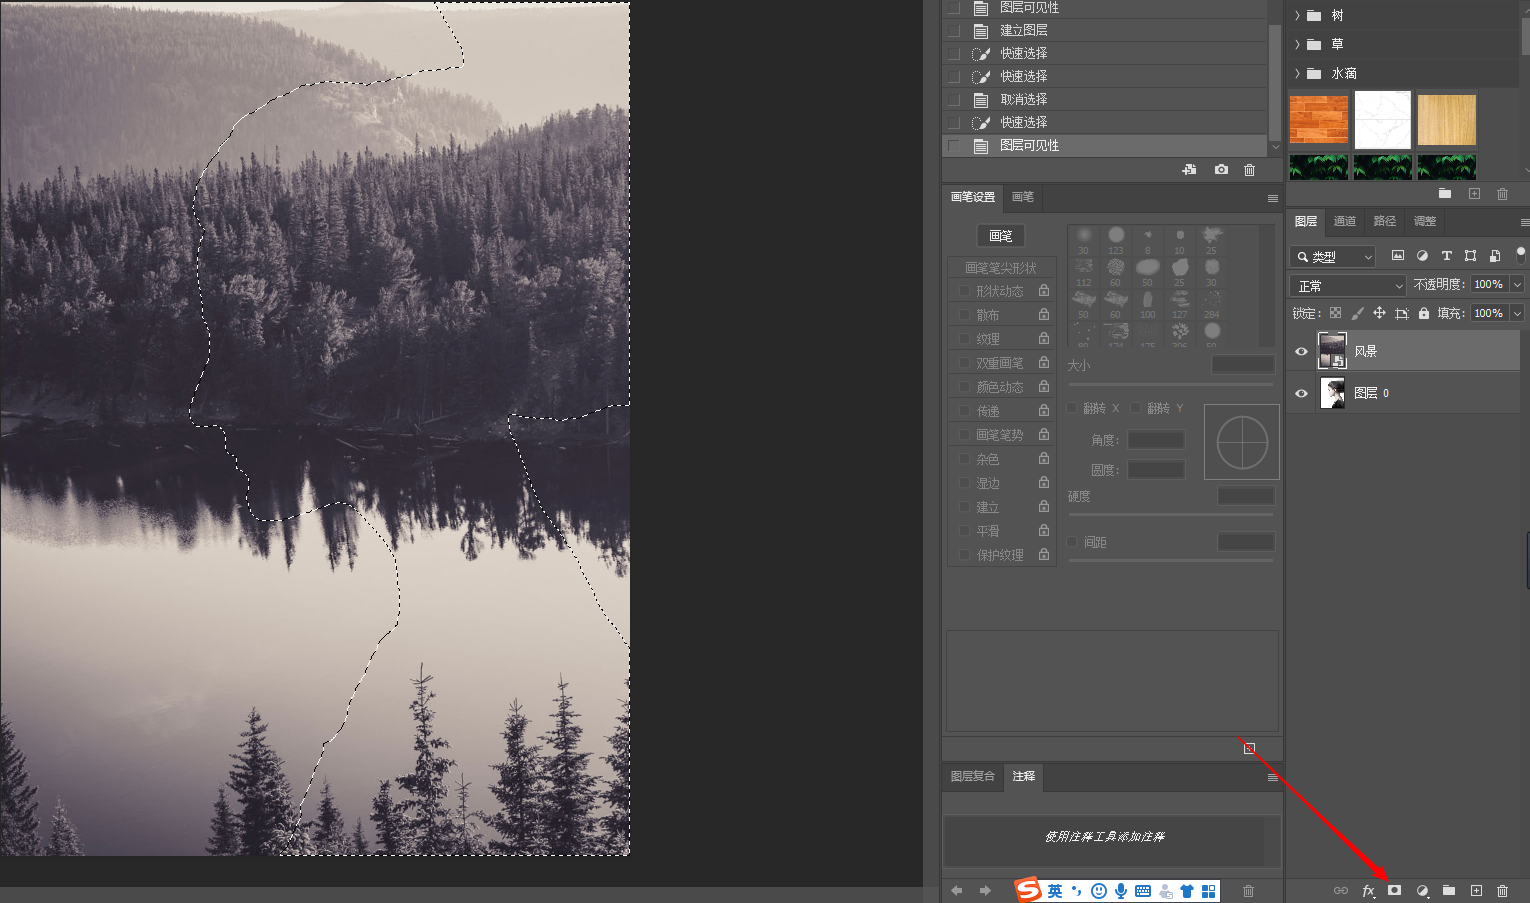 图层可见性
建立图层
快速选择
快速选择
取消选择
快速选择
图层可见性
画笔设置 画笔
画笔
画笔笔尖形状
形状动态
散布
纹理
双重画笔
颜色动态
传递
画笔笔势
杂色
湿边
建立
平滑
保护纹理
30 123 8 10 25
112 60 50 25 30
50 60 100 127 284
大小
翻转 X 翻转 Y
角度:
圆度:
硬度
间距
图层复合 注释
使用注释工具添加注释
英
树
草
水滴
图层 通道 路径 调整
类型
正常 不透明度: 100%
锁定: 填充: 100%
风景
图层 0
fx